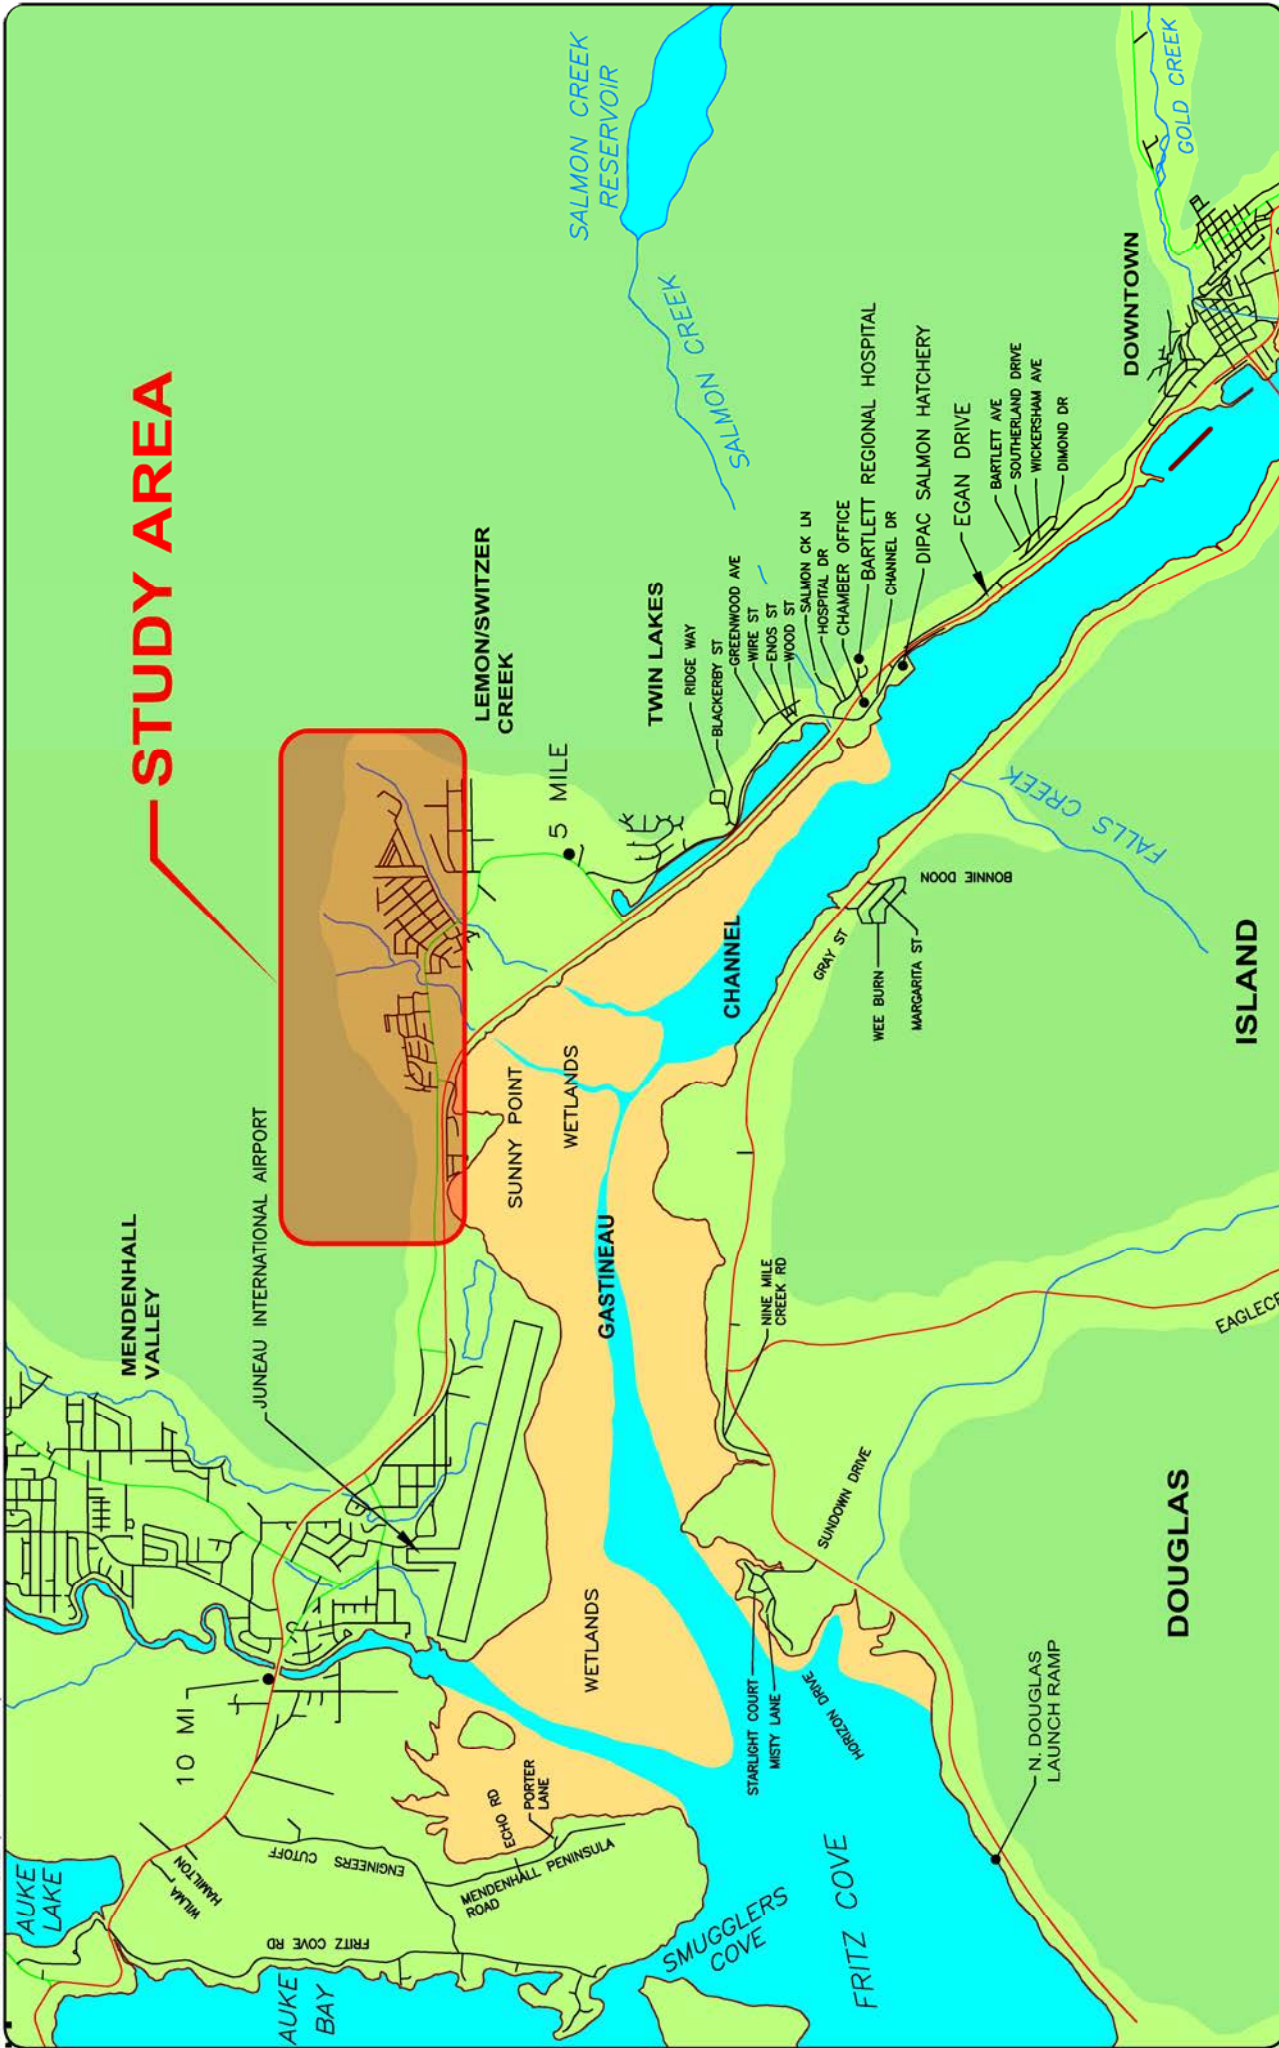 STUDY AREA
SALMON CREEK
RESERVOIR
SALMON CREEK
GOLD CREEK
DOWNTOWN
LEMON/SWITZER
CREEK
TWIN LAKES
5 MILE
RIDGE WAY
BLACKERBY ST
GREENWOOD AVE
WIRE ST
ENOS ST
WOOD ST
SALMON CK LN
HOSPITAL DR
CHAMBER OFFICE
BARTLETT REGIONAL HOSPITAL
CHANNEL DR
DIPAC SALMON HATCHERY
EGAN DRIVE
BARTLETT AVE
SOUTHERLAND DRIVE
WICKERSHAM AVE
DIMOND DR
MENDENHALL
VALLEY
JUNEAU INTERNATIONAL AIRPORT
SUNNY POINT
WETLANDS
GASTINEAU
CHANNEL
FALLS CREEK
GRAY ST
WEE BURN
MARGARITA ST
BONNIE DOON
ISLAND
NINE MILE
CREEK RD
EAGLECR
SUNDOWN DRIVE
DOUGLAS
WETLANDS
STARLIGHT COURT
MISTY LANE
HORIZON DRIVE
N. DOUGLAS
LAUNCH RAMP
10 MI
AUKE
LAKE
WILMA
HAMILTON
ENGINEERS CUTOFF
FRITZ COVE RD
ECHO RD
PORTER
LANE
MENDENHALL PENINSULA
ROAD
AUKE
BAY
SMUGGLERS
COVE
FRITZ COVE